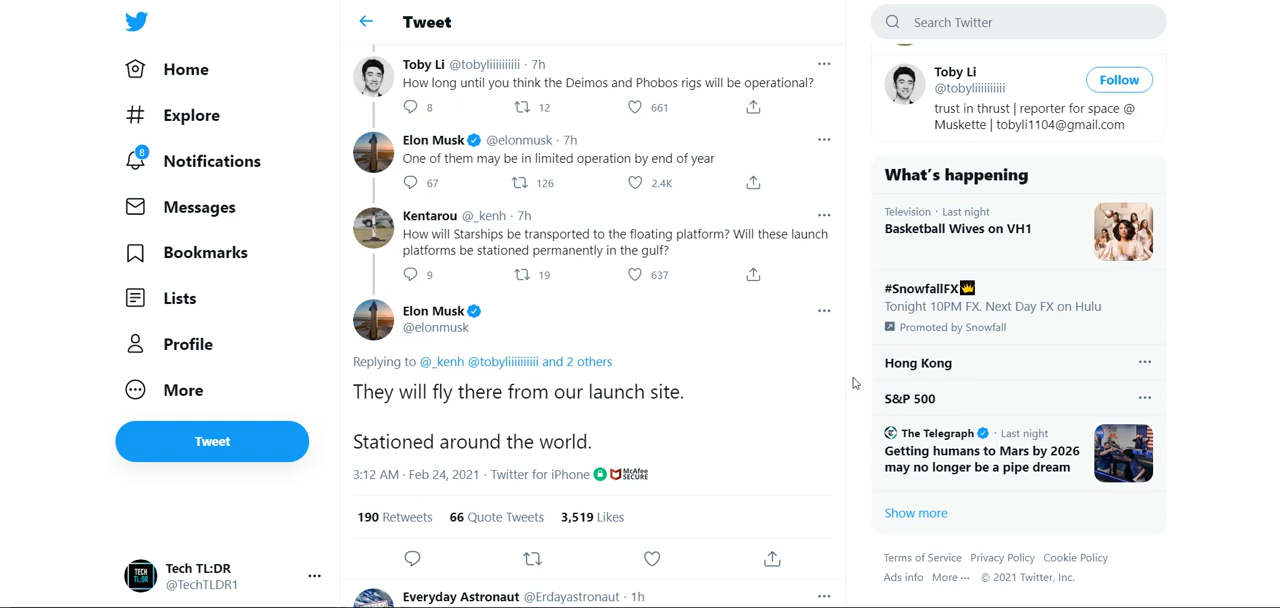 Home
Explore
8
Notifications
Messages
Bookmarks
Lists
Profile
More
Tweet
Tech TL:DR
@TechTLDR1
TECH
TL;DR
Tweet
Toby Li @tobyliiiiiiiiii · 7h
How long until you think the Deimos and Phobos rigs will be operational?
8 12 661
Elon Musk @elonmusk · 7h
One of them may be in limited operation by end of year
67 126 2.4K
Kentarou @_kenh · 7h
How will Starships be transported to the floating platform? Will these launch
platforms be stationed permanently in the gulf?
9 19 637
Elon Musk
@elonmusk
Replying to @_kenh @tobyliiiiiiiiii and 2 others
They will fly there from our launch site.
Stationed around the world.
3:12 AM · Feb 24, 2021 · Twitter for iPhone McAfee SECURE
190 Retweets 66 Quote Tweets 3,519 Likes
Everyday Astronaut @Erdayastronaut · 1h
Search Twitter
Toby Li
@tobyliiiiiiiiii
Follow
trust in thrust | reporter for space @
Muskette | tobyli1104@gmail.com
What's happening
Television · Last night
Basketball Wives on VH1
#SnowfallFX
Tonight 10PM FX. Next Day FX on Hulu
Promoted by Snowfall
Hong Kong
S&P 500
The Telegraph · Last night
Getting humans to Mars by 2026
may no longer be a pipe dream
Show more
Terms of Service Privacy Policy Cookie Policy
Ads info More ··· © 2021 Twitter, Inc.